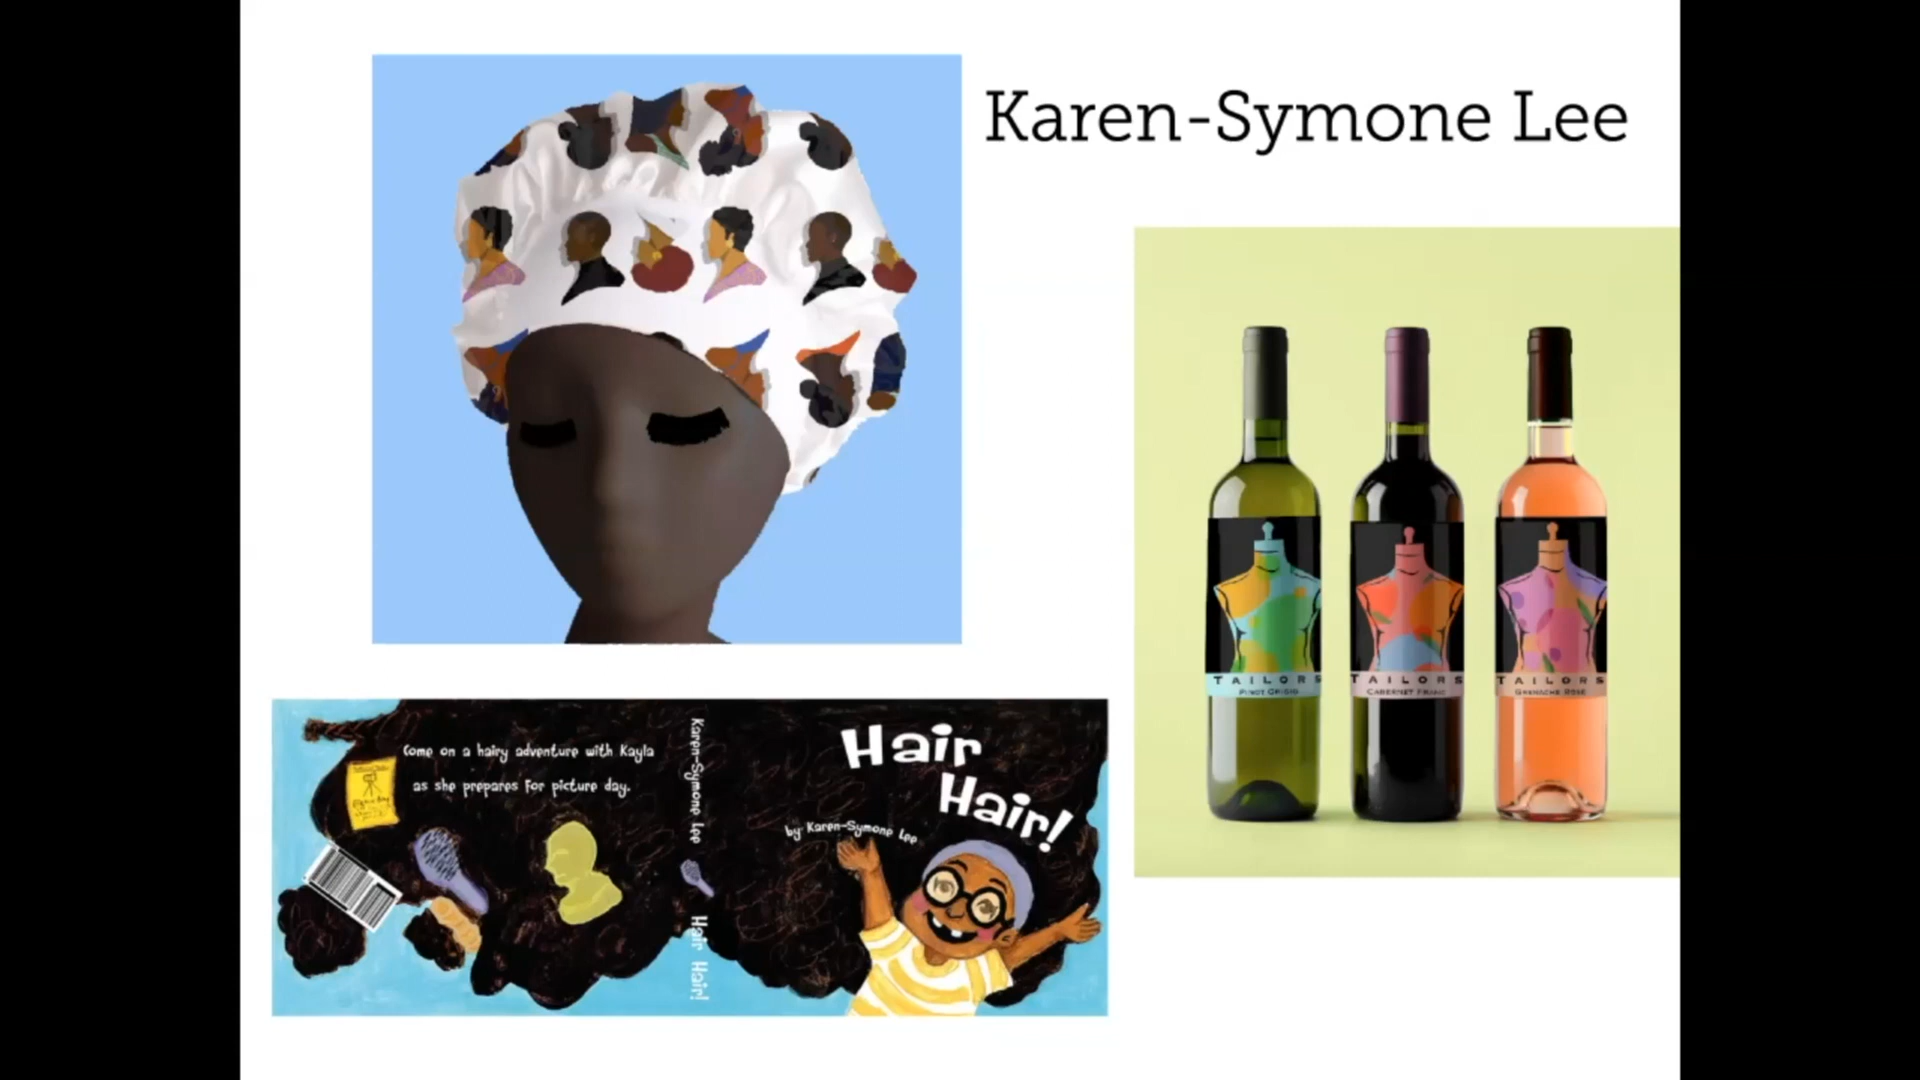 Karen-Symone Lee
TAILORS
PINOT GRIGIO
TAILORS
CABERNET FRANC
TAILORS
GRENACHE ROSÉ
Come on a hairy adventure with Kayla
as she prepares for picture day.
Karen-Symone Lee
Hair Hair!
Hair
Hair!
by Karen-Symone Lee